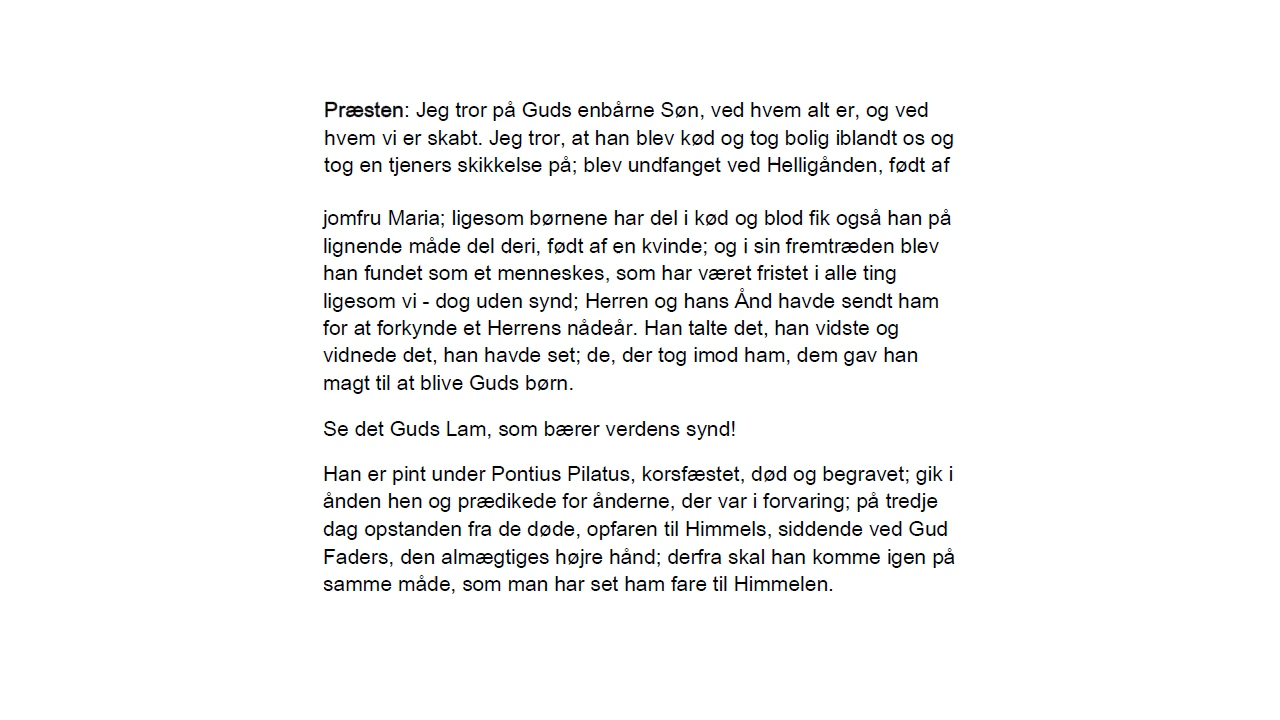 Præsten: Jeg tror på Guds enbårne Søn, ved hvem alt er, og ved
hvem vi er skabt. Jeg tror, at han blev kød og tog bolig iblandt os og
tog en tjeners skikkelse på; blev undfanget ved Helligånden, født af
jomfru Maria; ligesom børnene har del i kød og blod fik også han på
lignende måde del deri, født af en kvinde; og i sin fremtræden blev
han fundet som et menneskes, som har været fristet i alle ting
ligesom vi - dog uden synd; Herren og hans Ånd havde sendt ham
for at forkynde et Herrens nådeår. Han talte det, han vidste og
vidnede det, han havde set; de, der tog imod ham, dem gav han
magt til at blive Guds børn.
Se det Guds Lam, som bærer verdens synd!
Han er pint under Pontius Pilatus, korsfæstet, død og begravet; gik i
ånden hen og prædikede for ånderne, der var i forvaring; på tredje
dag opstanden fra de døde, opfaren til Himmels, siddende ved Gud
Faders, den almægtiges højre hånd; derfra skal han komme igen på
samme måde, som man har set ham fare til Himmelen.